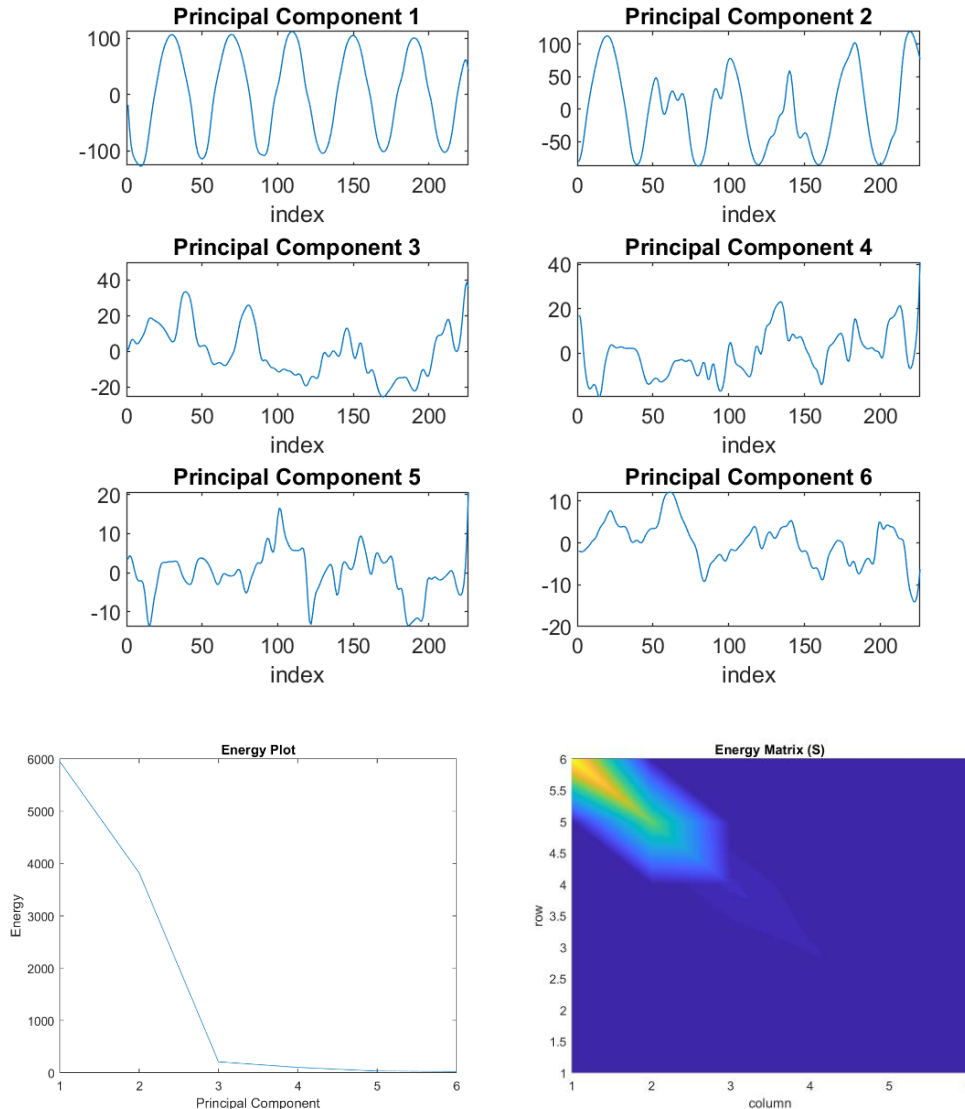 Principal Component 1
100
0
-100
0 50 100 150 200
index
Principal Component 2
100
50
0
-50
0 50 100 150 200
index
Principal Component 3
40
20
0
-20
0 50 100 150 200
index
Principal Component 4
40
20
0
0 50 100 150 200
index
Principal Component 5
20
10
0
-10
0 50 100 150 200
index
Principal Component 6
10
0
-10
-20
0 50 100 150 200
index
Energy Plot
6000
5000
4000
3000
2000
1000
0
Energy
1 2 3 4 5 6
Principal Component
Energy Matrix (S)
6
5.5
5
4.5
4
3.5
3
2.5
2
1.5
1
row
1 2 3 4 5
column